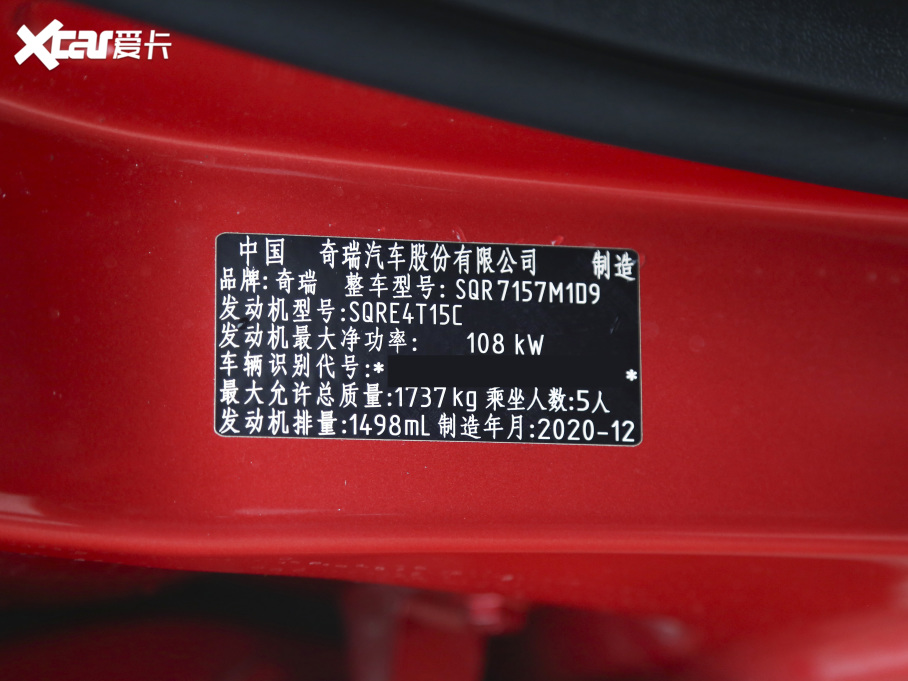 Xcar爱卡
中国 奇瑞汽车股份有限公司 制造
品牌:奇瑞 整车型号:SQR7157M1D9
发动机型号:SQRE4T15C
发动机最大净功率: 108 kW
车辆识别代号:* *
最大允许总质量:1737kg 乘坐人数:5人
发动机排量:1498mL 制造年月:2020-12